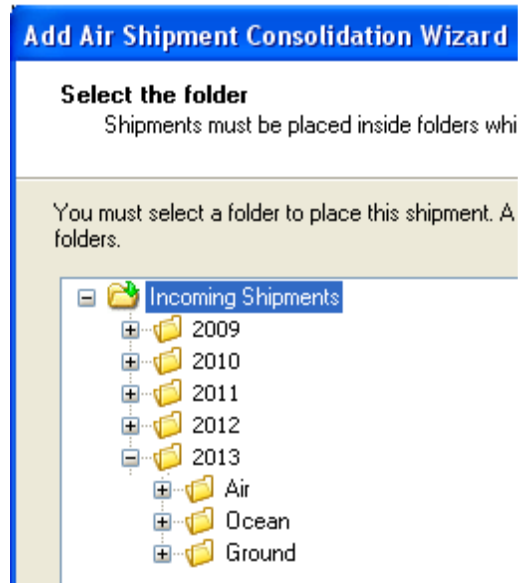 Add Air Shipment Consolidation Wizard
Select the folder
Shipments must be placed inside folders whi
You must select a folder to place this shipment. A
folders.
Incoming Shipments
2009
2010
2011
2012
2013
Air
Ocean
Ground